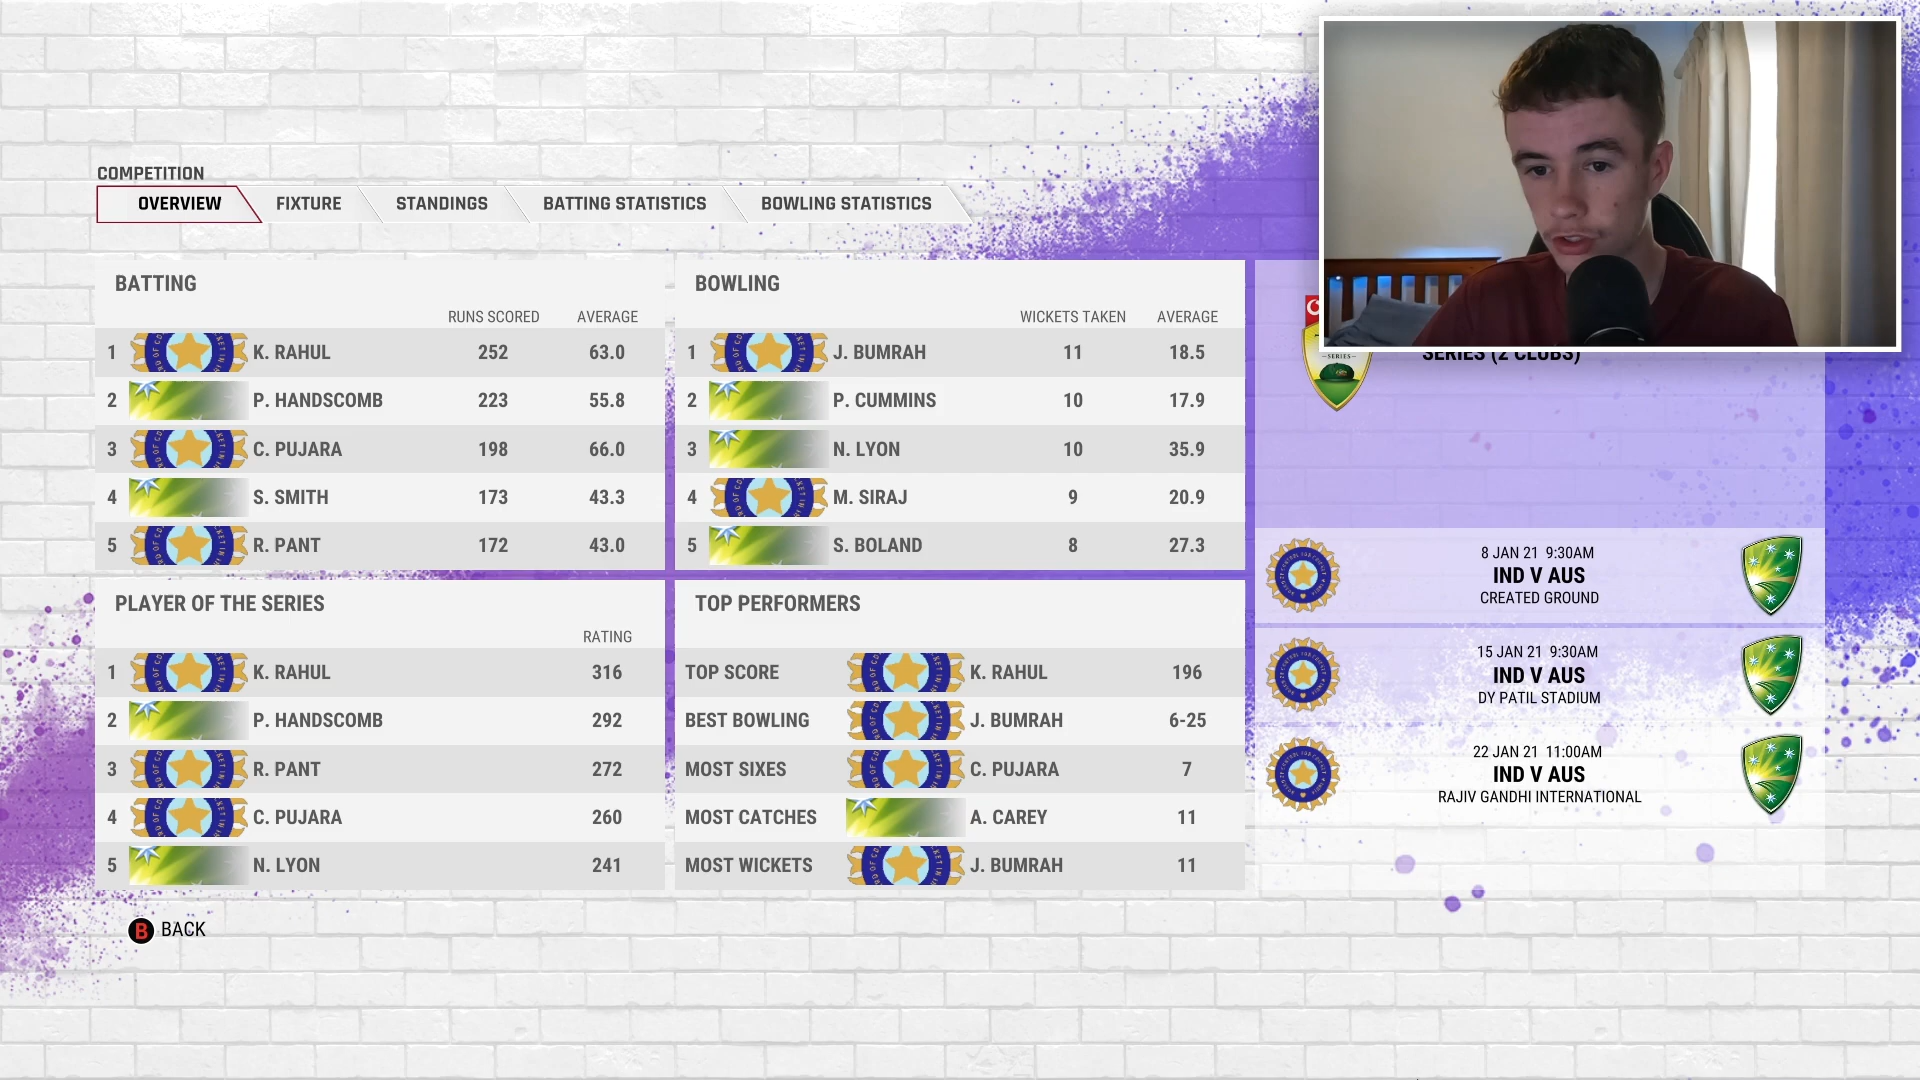 COMPETITION
OVERVIEW FIXTURE STANDINGS BATTING STATISTICS BOWLING STATISTICS
BATTING
RUNS SCORED AVERAGE
1 K. RAHUL 252 63.0
2 P. HANDSCOMB 223 55.8
3 C. PUJARA 198 66.0
4 S. SMITH 173 43.3
5 R. PANT 172 43.0
BOWLING
WICKETS TAKEN AVERAGE
1 J. BUMRAH 11 18.5
2 P. CUMMINS 10 17.9
3 N. LYON 10 35.9
4 M. SIRAJ 9 20.9
5 S. BOLAND 8 27.3
PLAYER OF THE SERIES
RATING
1 K. RAHUL 316
2 P. HANDSCOMB 292
3 R. PANT 272
4 C. PUJARA 260
5 N. LYON 241
TOP PERFORMERS
TOP SCORE K. RAHUL 196
BEST BOWLING J. BUMRAH 6-25
MOST SIXES C. PUJARA 7
MOST CATCHES A. CAREY 11
MOST WICKETS J. BUMRAH 11
SERIES
SERIES (2 CLUBS)
8 JAN 21 9:30AM
IND V AUS
CREATED GROUND
15 JAN 21 9:30AM
IND V AUS
DY PATIL STADIUM
22 JAN 21 11:00AM
IND V AUS
RAJIV GANDHI INTERNATIONAL
B BACK